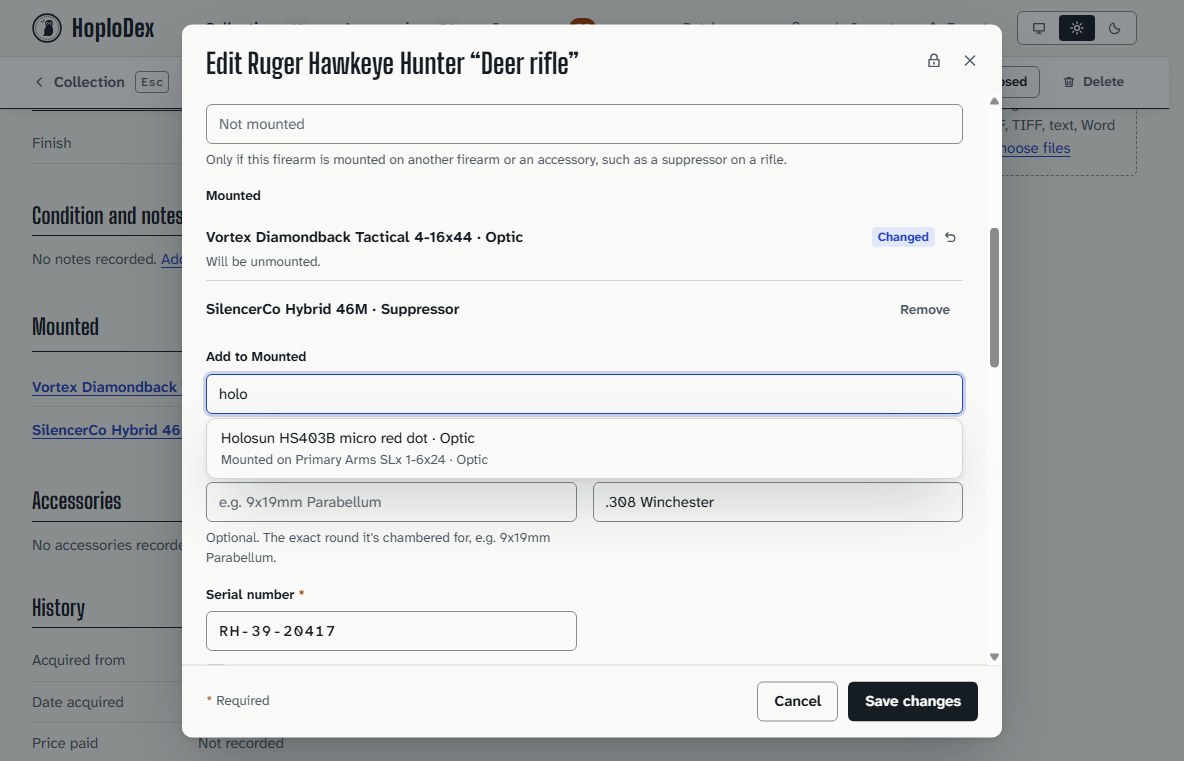 HoploDex
Edit Ruger Hawkeye Hunter “Deer rifle”
Collection
Esc
Delete
Not mounted
Finish
F, TIFF, text, Word
Only if this firearm is mounted on another firearm or an accessory, such as a suppressor on a rifle.
Mounted
Condition and notes
Vortex Diamondback Tactical 4-16x44 · Optic
Changed
Will be unmounted.
No notes recorded.
SilencerCo Hybrid 46M · Suppressor
Remove
Mounted
Add to Mounted
Vortex Diamondback
holo
SilencerCo Hybrid 46
Holosun HS403B micro red dot · Optic
Mounted on Primary Arms SLx 1-6x24 · Optic
Accessories
e.g. 9x19mm Parabellum
.308 Winchester
No accessories recorde
Optional. The exact round it's chambered for, e.g. 9x19mm
Parabellum.
Serial number *
History
RH-39-20417
Acquired from
* Required
Cancel
Save changes
Date acquired
Price paid
Not recorded